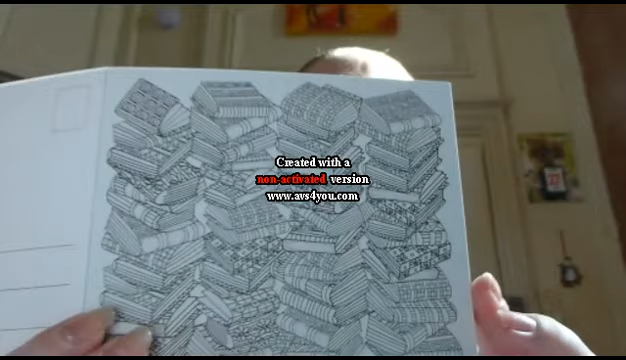 Created with a
non-activated version
www.avs4you.com